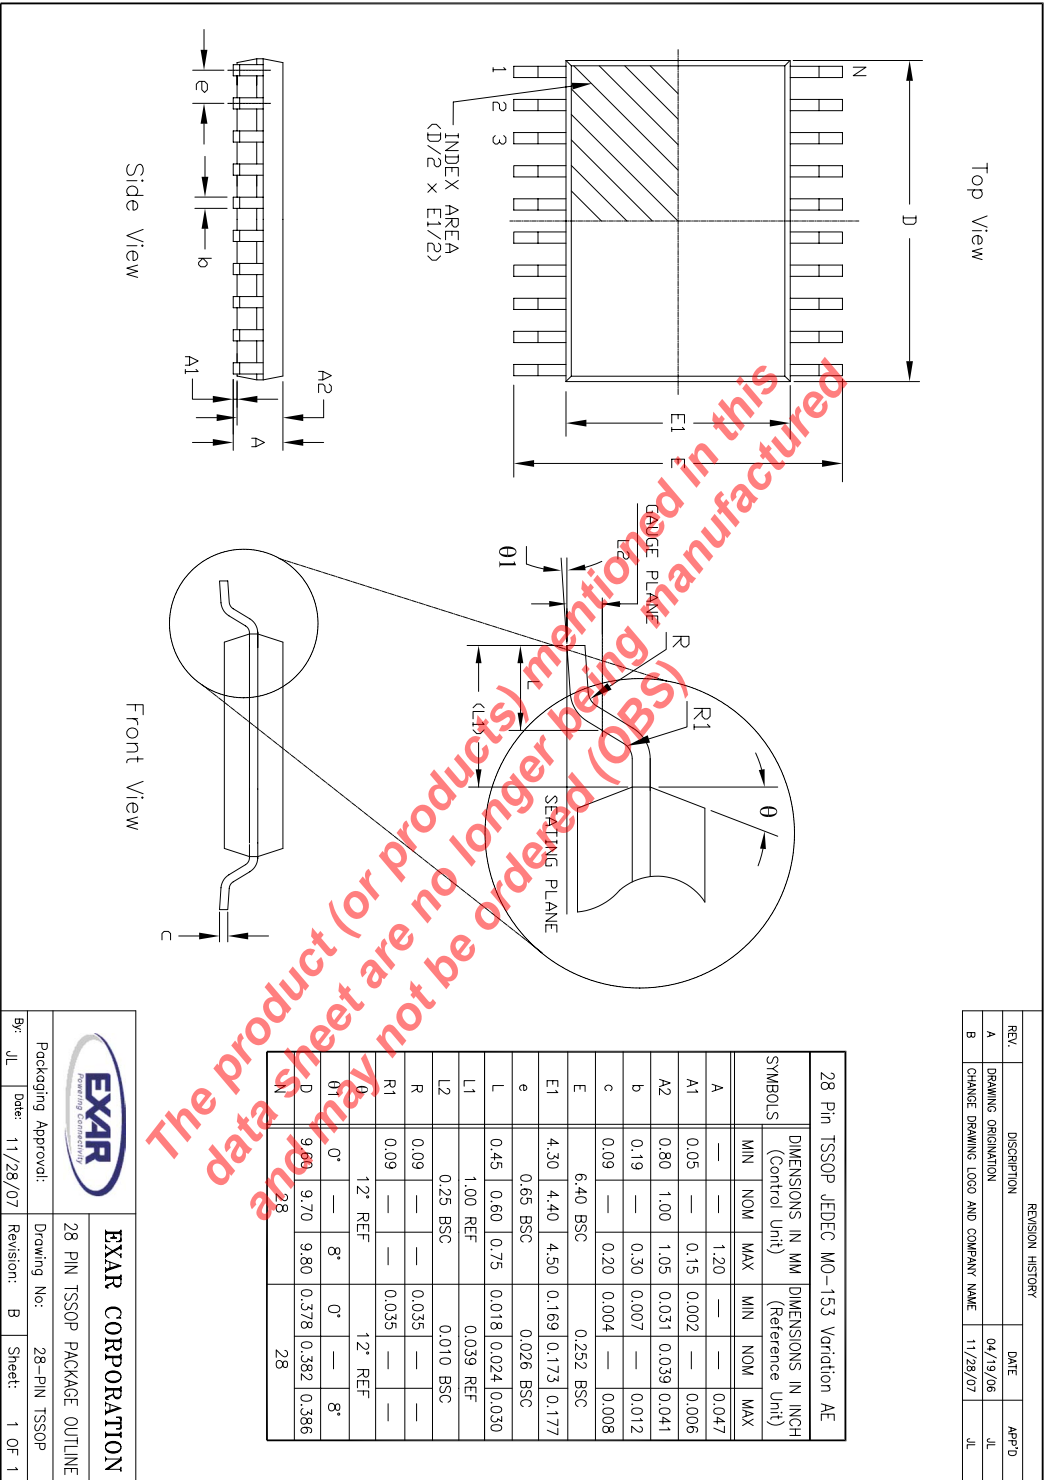 REVISION HISTORY
REV. DISCRIPTION DATE APP'D
A DRAWING ORIGINATION 04/19/06 JL
B CHANGE DRAWING LOGO AND COMPANY NAME 11/28/07 JL
Top View
D
N
1
2
3
INDEX AREA
(D/2 x E1/2)
E1
E
Side View
e
b
A1
A2
A
GAUGE PLANE
L2
θ1
R
R1
L
(L1)
θ
SEATING PLANE
Front View
c
The product (or products) mentioned in this
data sheet are no longer being manufactured
and may not be ordered (OBS)
28 Pin TSSOP JEDEC MO-153 Variation AE
SYMBOLS DIMENSIONS IN MM (Control Unit) DIMENSIONS IN INCH (Reference Unit)
MIN NOM MAX MIN NOM MAX
A — — 1.20 — — 0.047
A1 0.05 — 0.15 0.002 — 0.006
A2 0.80 1.00 1.05 0.031 0.039 0.041
b 0.19 — 0.30 0.007 — 0.012
c 0.09 — 0.20 0.004 — 0.008
E 6.40 BSC 0.252 BSC
E1 4.30 4.40 4.50 0.169 0.173 0.177
e 0.65 BSC 0.026 BSC
L 0.45 0.60 0.75 0.018 0.024 0.030
L1 1.00 REF 0.039 REF
L2 0.25 BSC 0.010 BSC
R 0.09 — — 0.035 — —
R1 0.09 — — 0.035 — —
θ 12° REF 12° REF
θ1 0° — 8° 0° — 8°
D 9.60 9.70 9.80 0.378 0.382 0.386
N 28 28
EXAR
Powering Connectivity
EXAR CORPORATION
28 PIN TSSOP PACKAGE OUTLINE
Packaging Approval: Drawing No: 28-PIN TSSOP
By: JL Date: 11/28/07 Revision: B Sheet: 1 OF 1